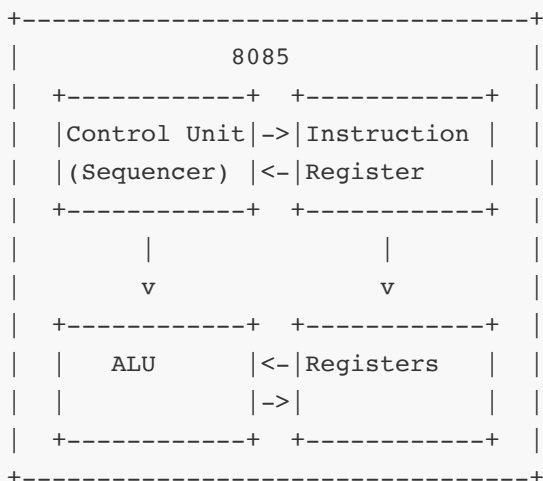 +---------------------------------+
|              8085               |
|  +------------+  +------------+  |
|  |Control Unit|->|Instruction |  |
|  |(Sequencer) |<-|Register    |  |
|  +------------+  +------------+  |
|        |               |         |
|        v               v         |
|  +------------+  +------------+  |
|  |   ALU      |<-|Registers   |  |
|  |            |->|            |  |
|  +------------+  +------------+  |
+---------------------------------+